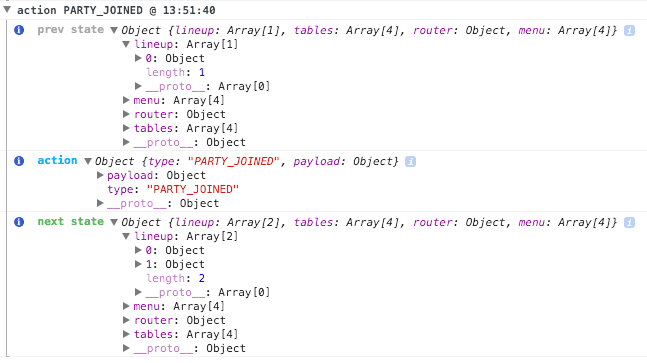 ▼ action PARTY_JOINED @ 13:51:40
i prev state ▼Object {lineup: Array[1], tables: Array[4], router: Object, menu: Array[4]} i
▼lineup: Array[1]
▶0: Object
length: 1
▶__proto__: Array[0]
▶menu: Array[4]
▶router: Object
▶tables: Array[4]
▶__proto__: Object
i action ▼Object {type: "PARTY_JOINED", payload: Object} i
▶payload: Object
type: "PARTY_JOINED"
▶__proto__: Object
i next state ▼Object {lineup: Array[2], tables: Array[4], router: Object, menu: Array[4]} i
▼lineup: Array[2]
▶0: Object
▶1: Object
length: 2
▶__proto__: Array[0]
▶menu: Array[4]
▶router: Object
▶tables: Array[4]
▶__proto__: Object